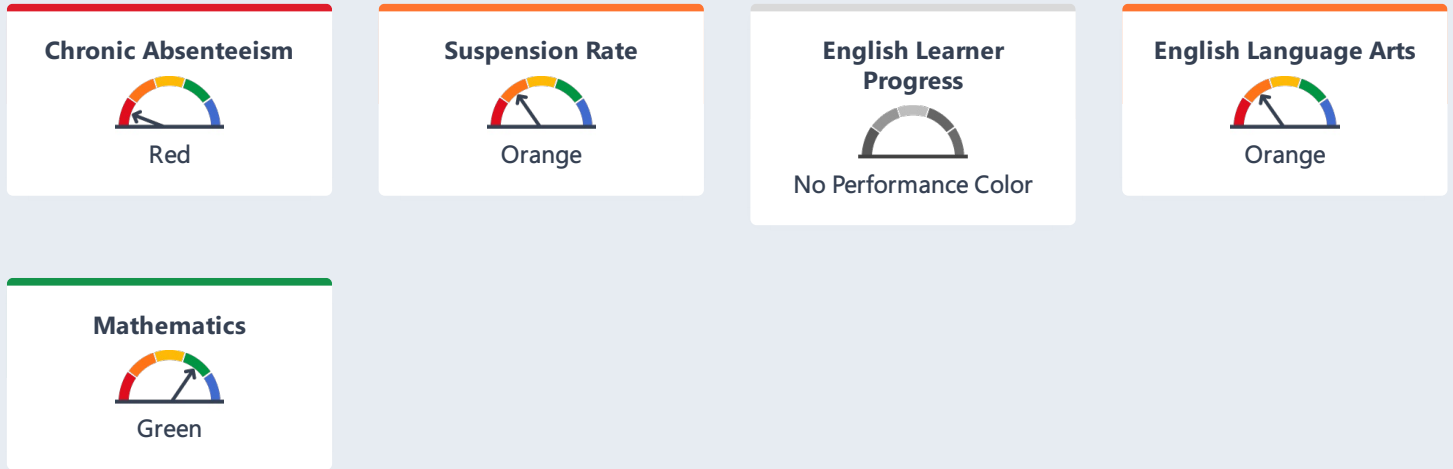 Chronic Absenteeism
Red
Suspension Rate
Orange
English Learner
Progress
No Performance Color
English Language Arts
Orange
Mathematics
Green